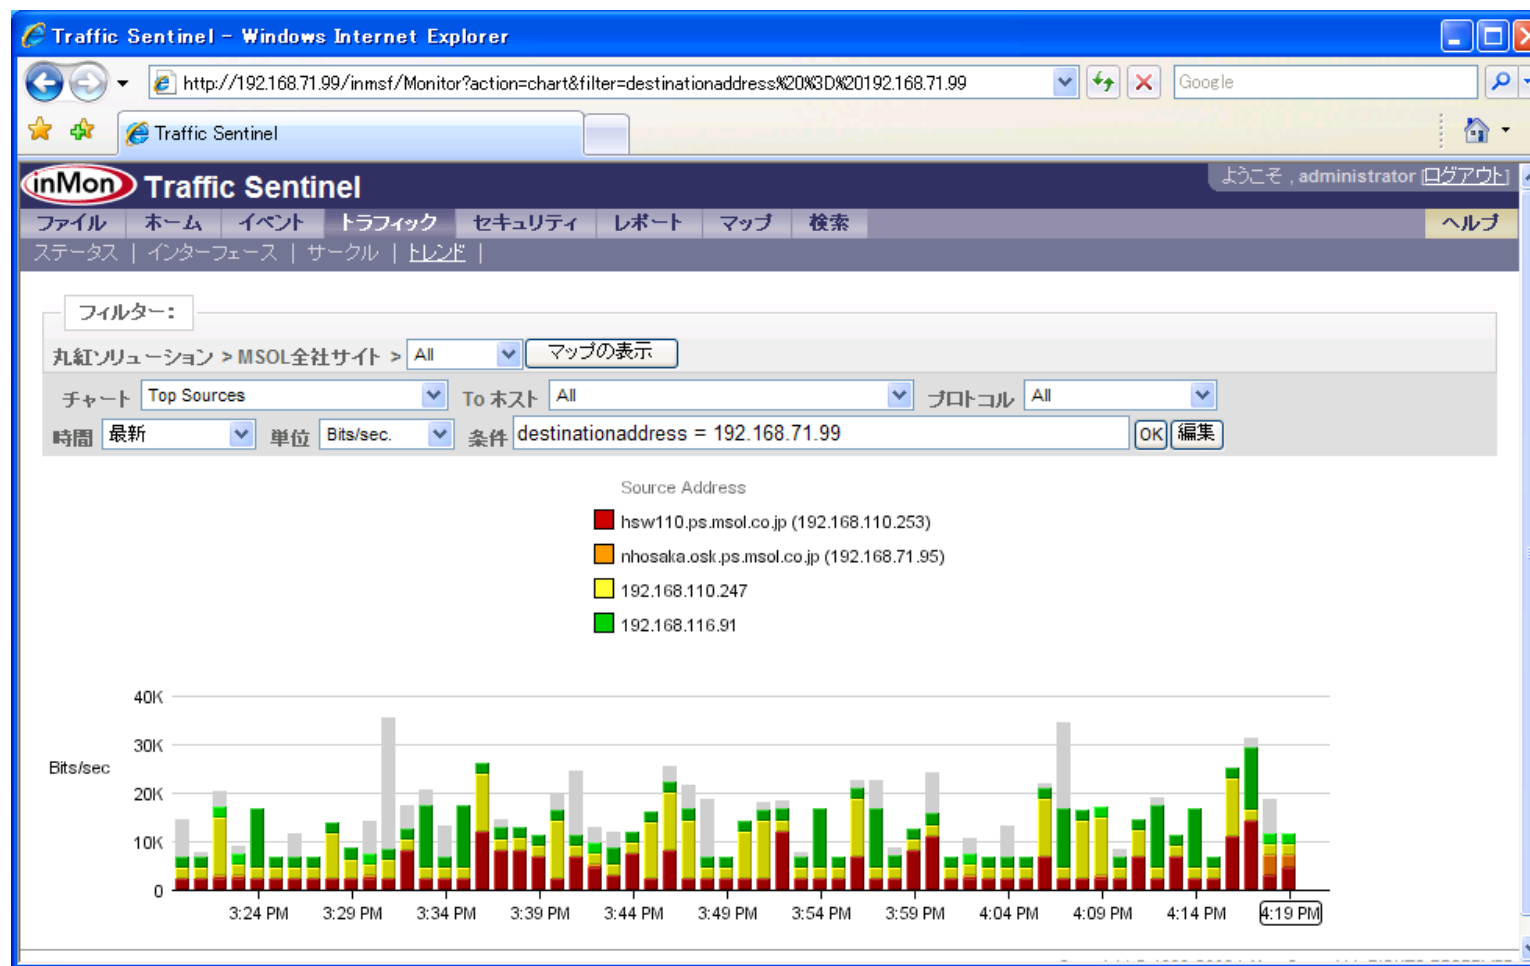 Traffic Sentinel - Windows Internet Explorer
http://192.168.71.99/inmsf/Monitor?action=chart&filter=destinationaddress%20%3D%20192.168.71.99
Google
Traffic Sentinel
inMon Traffic Sentinel
ようこそ , administrator [ログアウト]
ファイル ホーム イベント トラフィック セキュリティ レポート マップ 検索 ヘルプ
ステータス | インターフェース | サークル | トレンド |
フィルター:
丸紅ソリューション > MSOL全社サイト > All マップの表示
チャート Top Sources To ホスト All プロトコル All
時間 最新 単位 Bits/sec. 条件 destinationaddress = 192.168.71.99 OK 編集
Source Address
hsw110.ps.msol.co.jp (192.168.110.253)
nhosaka.osk.ps.msol.co.jp (192.168.71.95)
192.168.110.247
192.168.116.91
40K
30K
Bits/sec
20K
10K
0
3:24 PM 3:29 PM 3:34 PM 3:39 PM 3:44 PM 3:49 PM 3:54 PM 3:59 PM 4:04 PM 4:09 PM 4:14 PM 4:19 PM